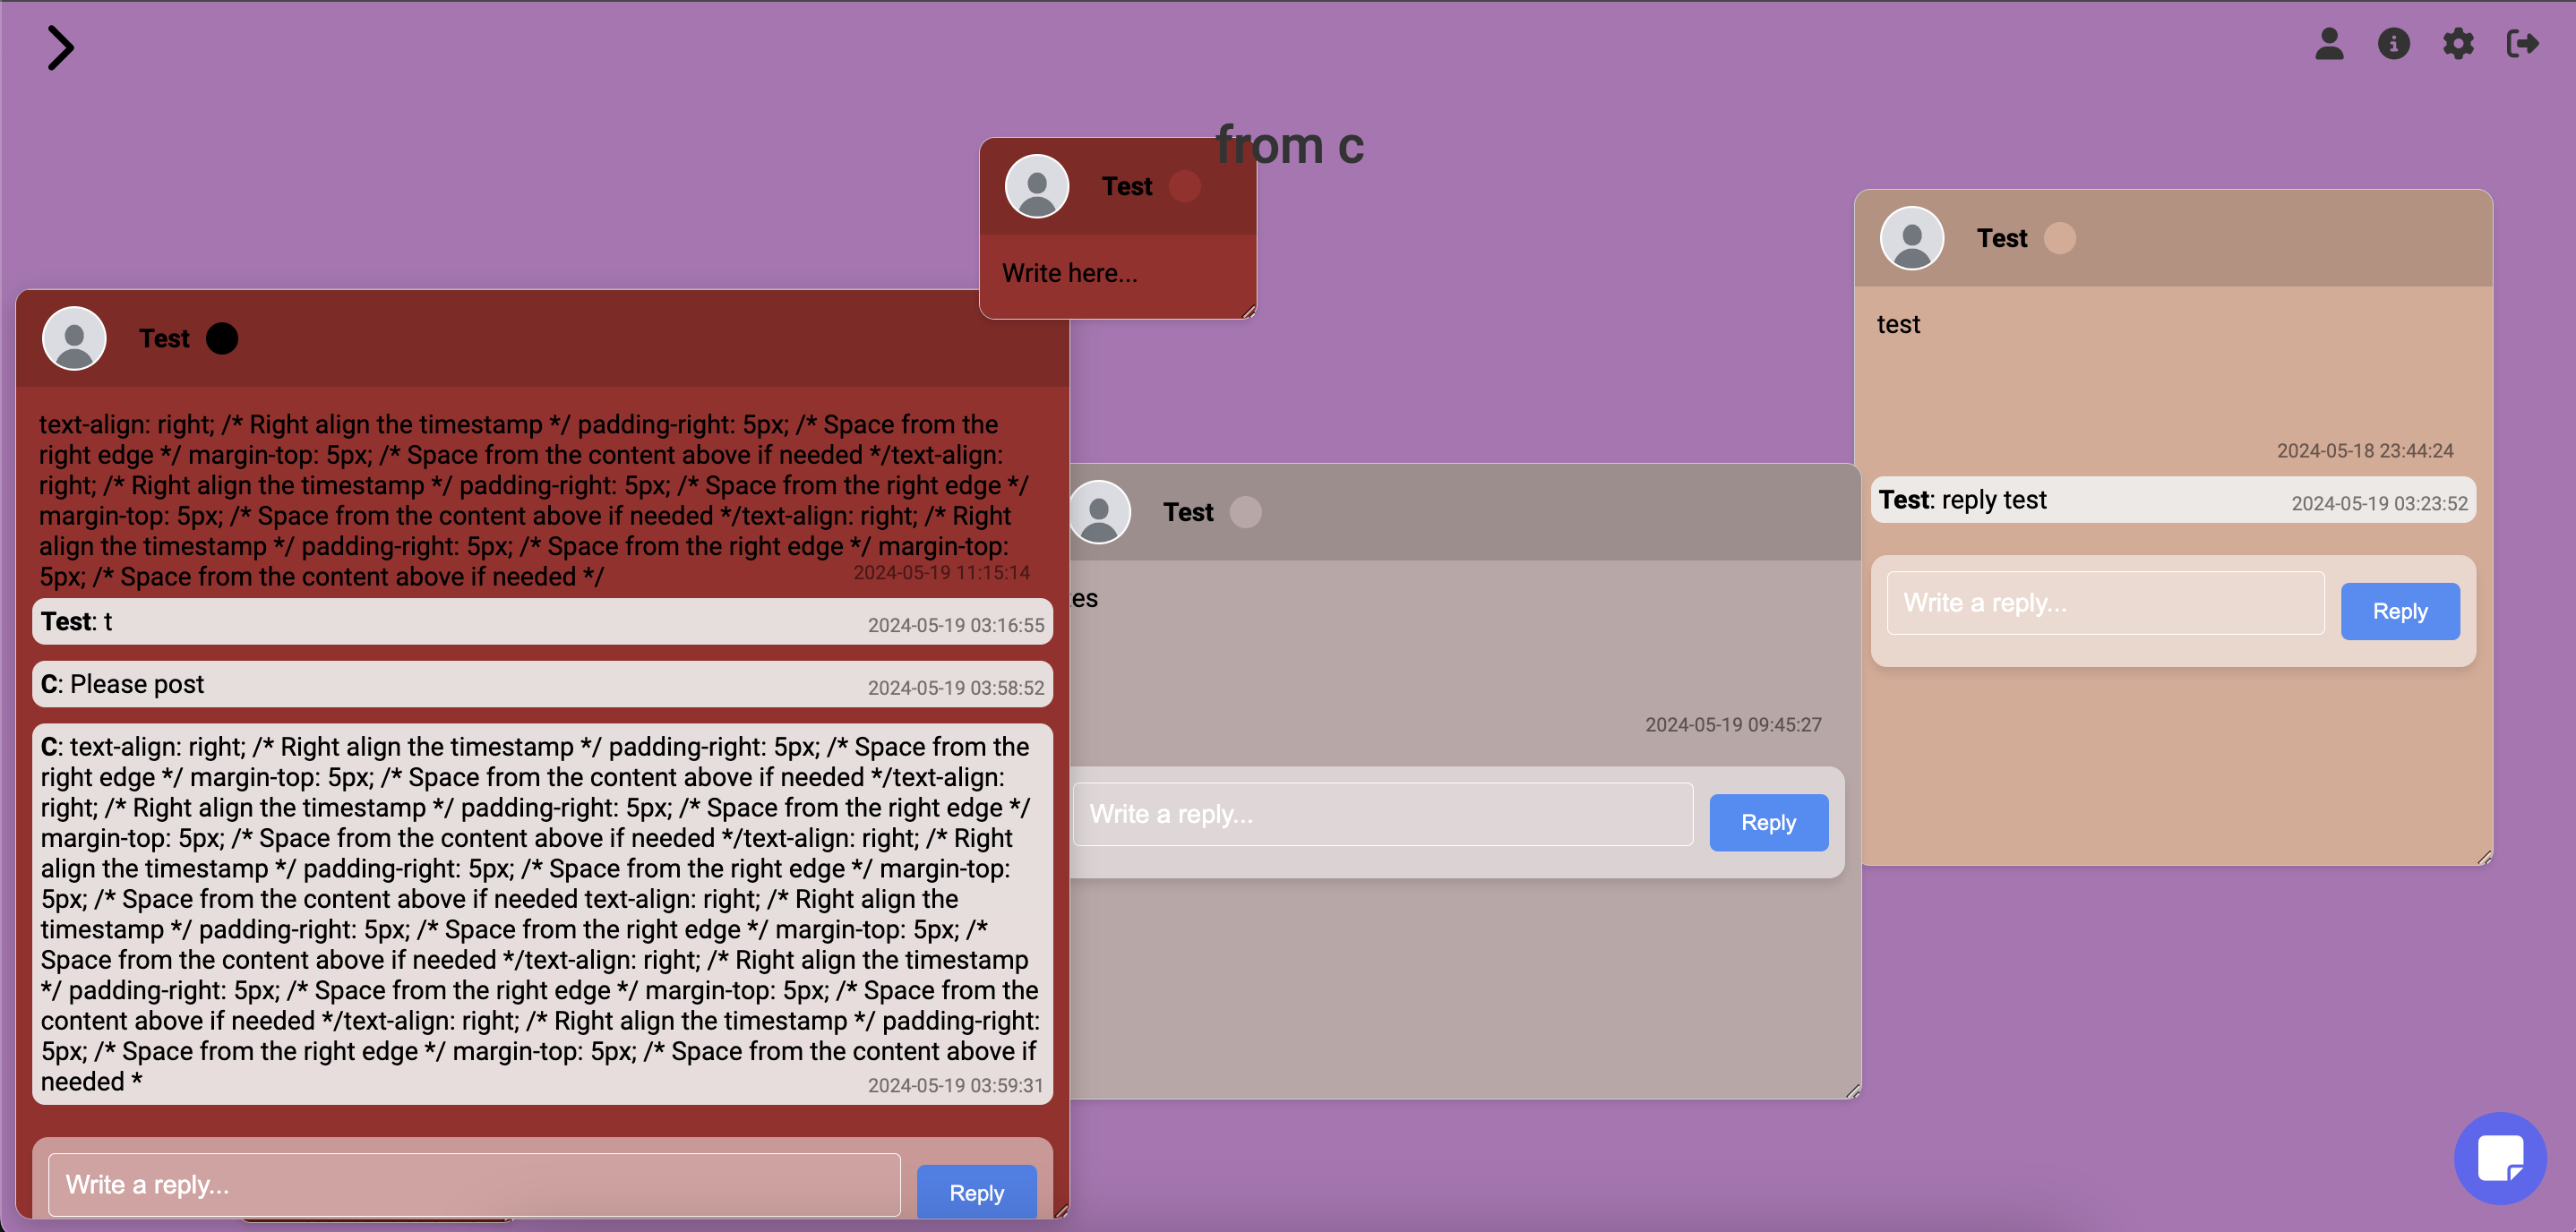 from c
Test
Write here...
Test
text-align: right; /* Right align the timestamp */ padding-right: 5px; /* Space from the
right edge */ margin-top: 5px; /* Space from the content above if needed */text-align:
right; /* Right align the timestamp */ padding-right: 5px; /* Space from the right edge */
margin-top: 5px; /* Space from the content above if needed */text-align: right; /* Right
align the timestamp */ padding-right: 5px; /* Space from the right edge */ margin-top:
5px; /* Space from the content above if needed */
2024-05-19 11:15:14
Test: t
2024-05-19 03:16:55
C: Please post
2024-05-19 03:58:52
C: text-align: right; /* Right align the timestamp */ padding-right: 5px; /* Space from the
right edge */ margin-top: 5px; /* Space from the content above if needed */text-align:
right; /* Right align the timestamp */ padding-right: 5px; /* Space from the right edge */
margin-top: 5px; /* Space from the content above if needed */text-align: right; /* Right
align the timestamp */ padding-right: 5px; /* Space from the right edge */ margin-top:
5px; /* Space from the content above if needed text-align: right; /* Right align the
timestamp */ padding-right: 5px; /* Space from the right edge */ margin-top: 5px; /*
Space from the content above if needed */text-align: right; /* Right align the timestamp
*/ padding-right: 5px; /* Space from the right edge */ margin-top: 5px; /* Space from the
content above if needed */text-align: right; /* Right align the timestamp */ padding-right:
5px; /* Space from the right edge */ margin-top: 5px; /* Space from the content above if
needed *
2024-05-19 03:59:31
Write a reply...
Reply
Test
es
2024-05-19 09:45:27
Write a reply...
Reply
Test
test
2024-05-18 23:44:24
Test: reply test
2024-05-19 03:23:52
Write a reply...
Reply